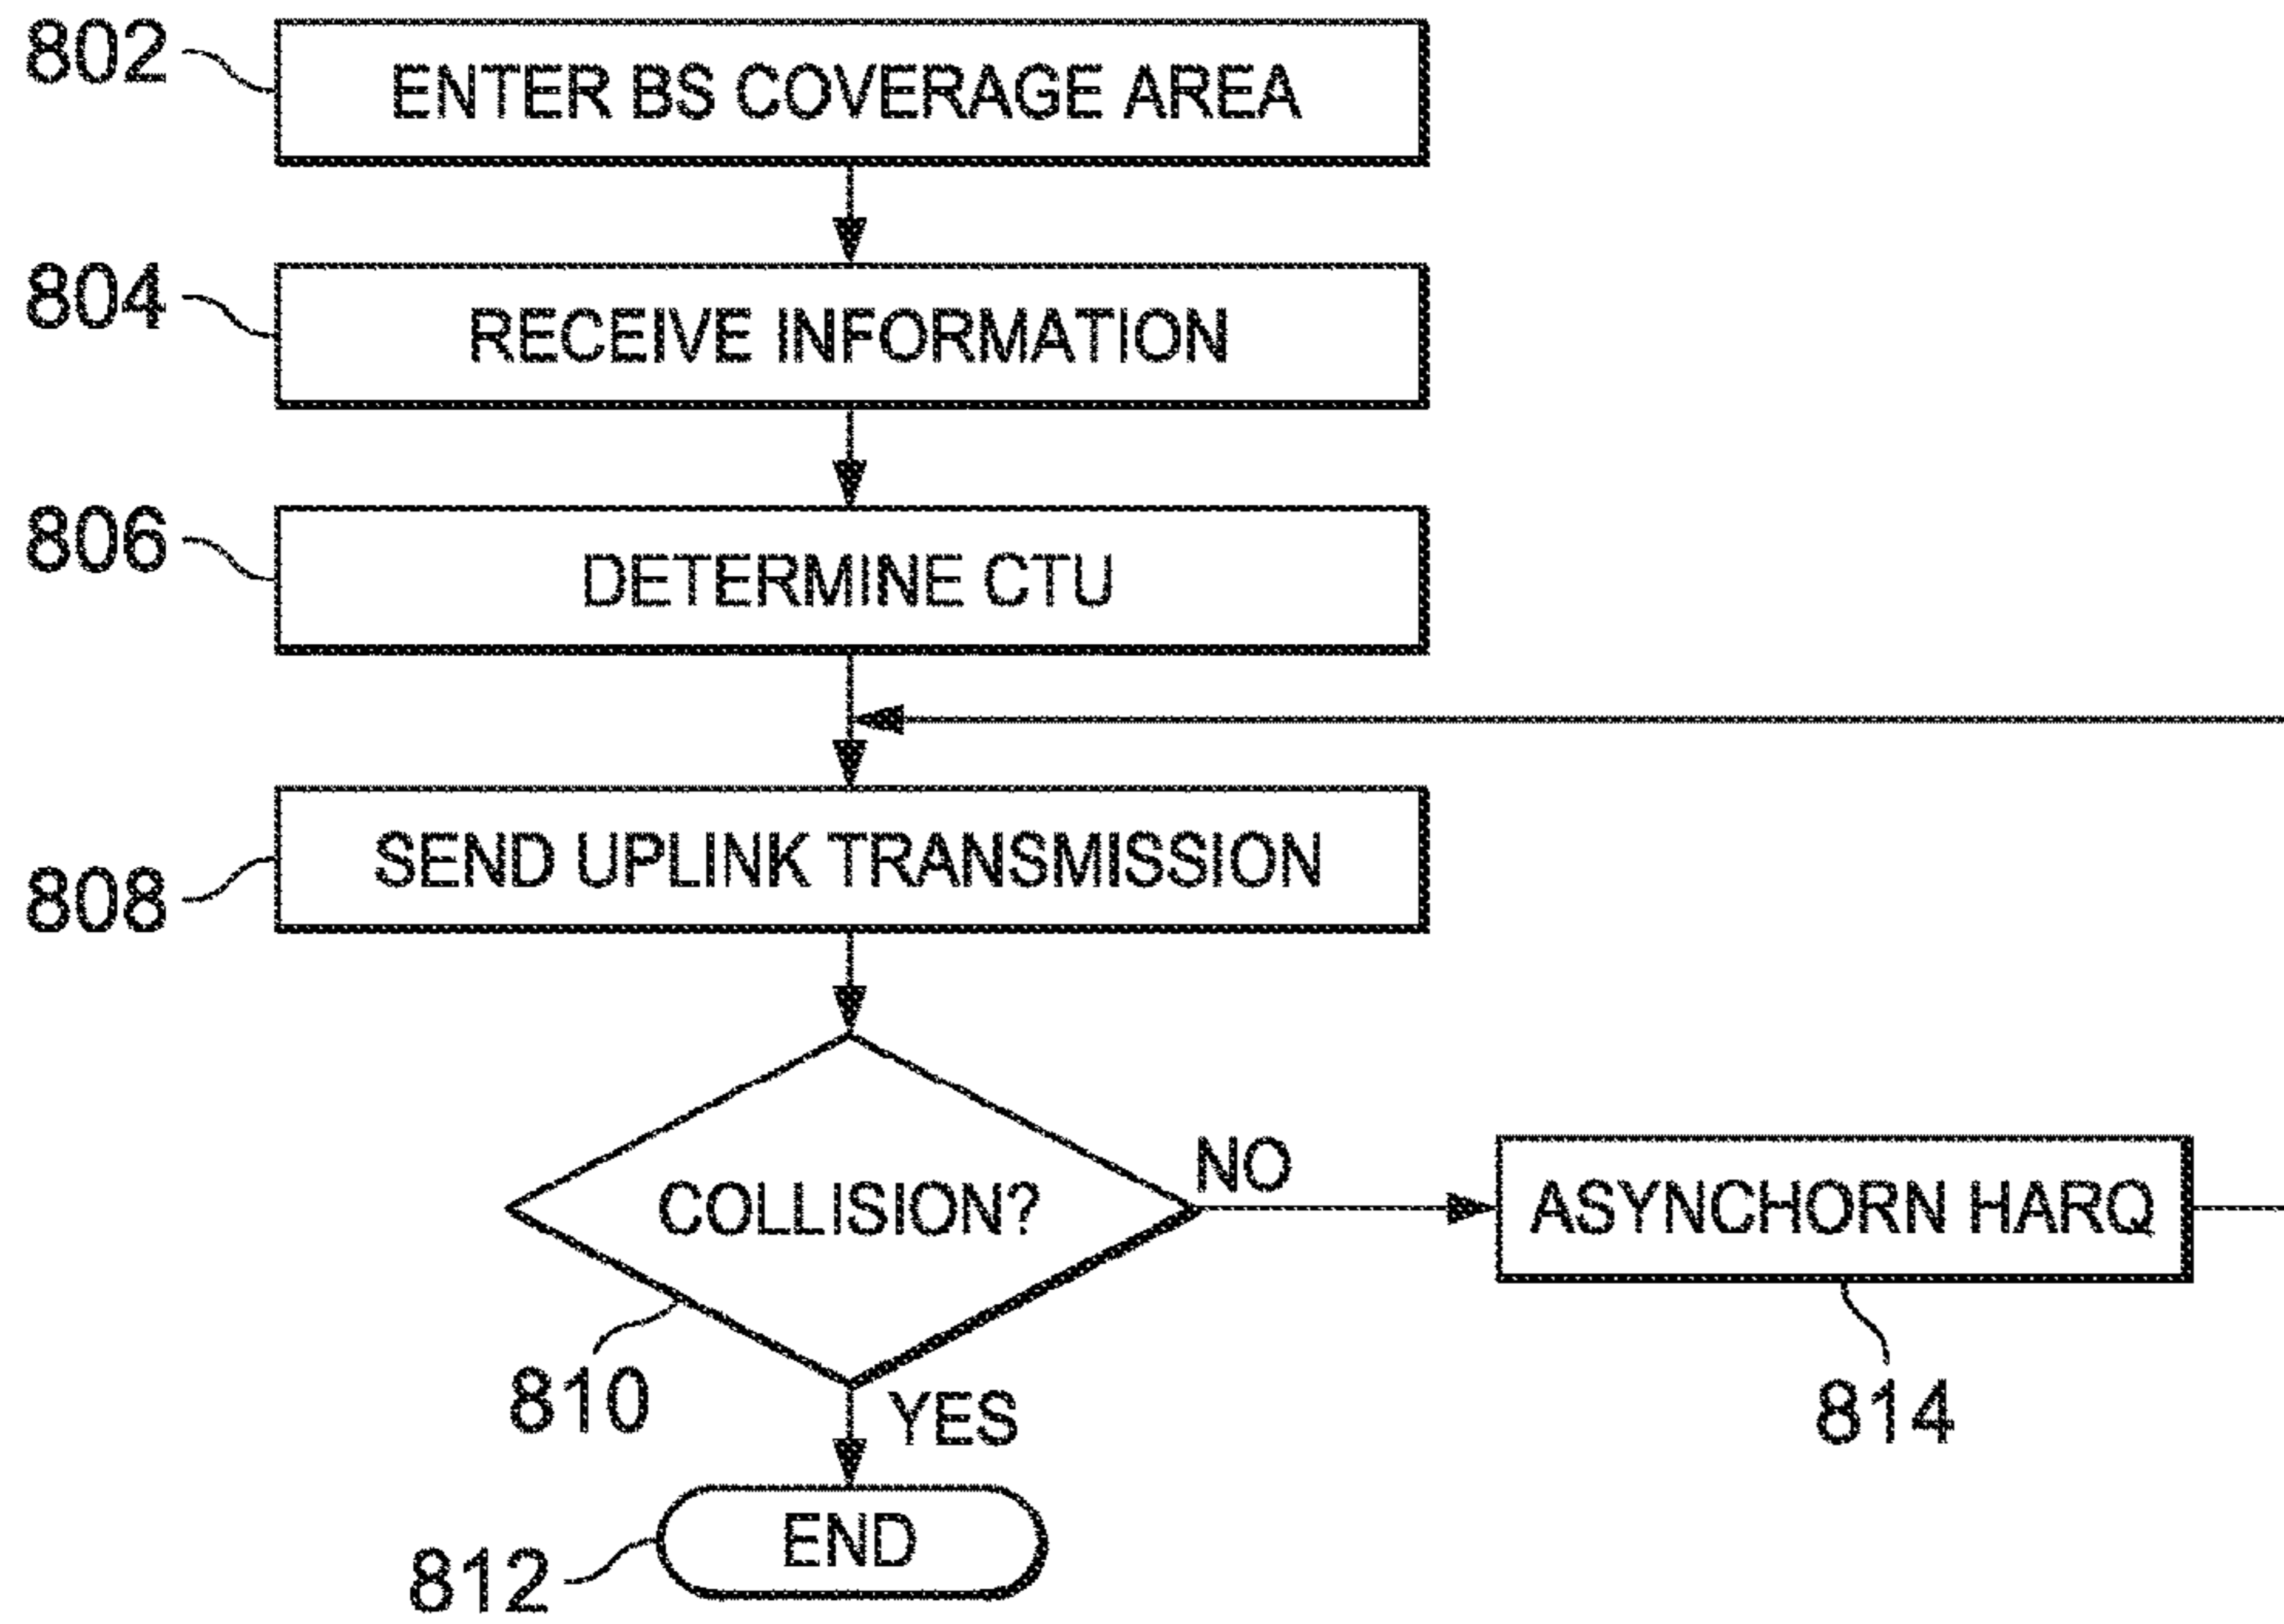 802
ENTER BS COVERAGE AREA
804
RECEIVE INFORMATION
806
DETERMINE CTU
808
SEND UPLINK TRANSMISSION
COLLISION?
NO
ASYNCHORN HARQ
810
YES
814
END
812